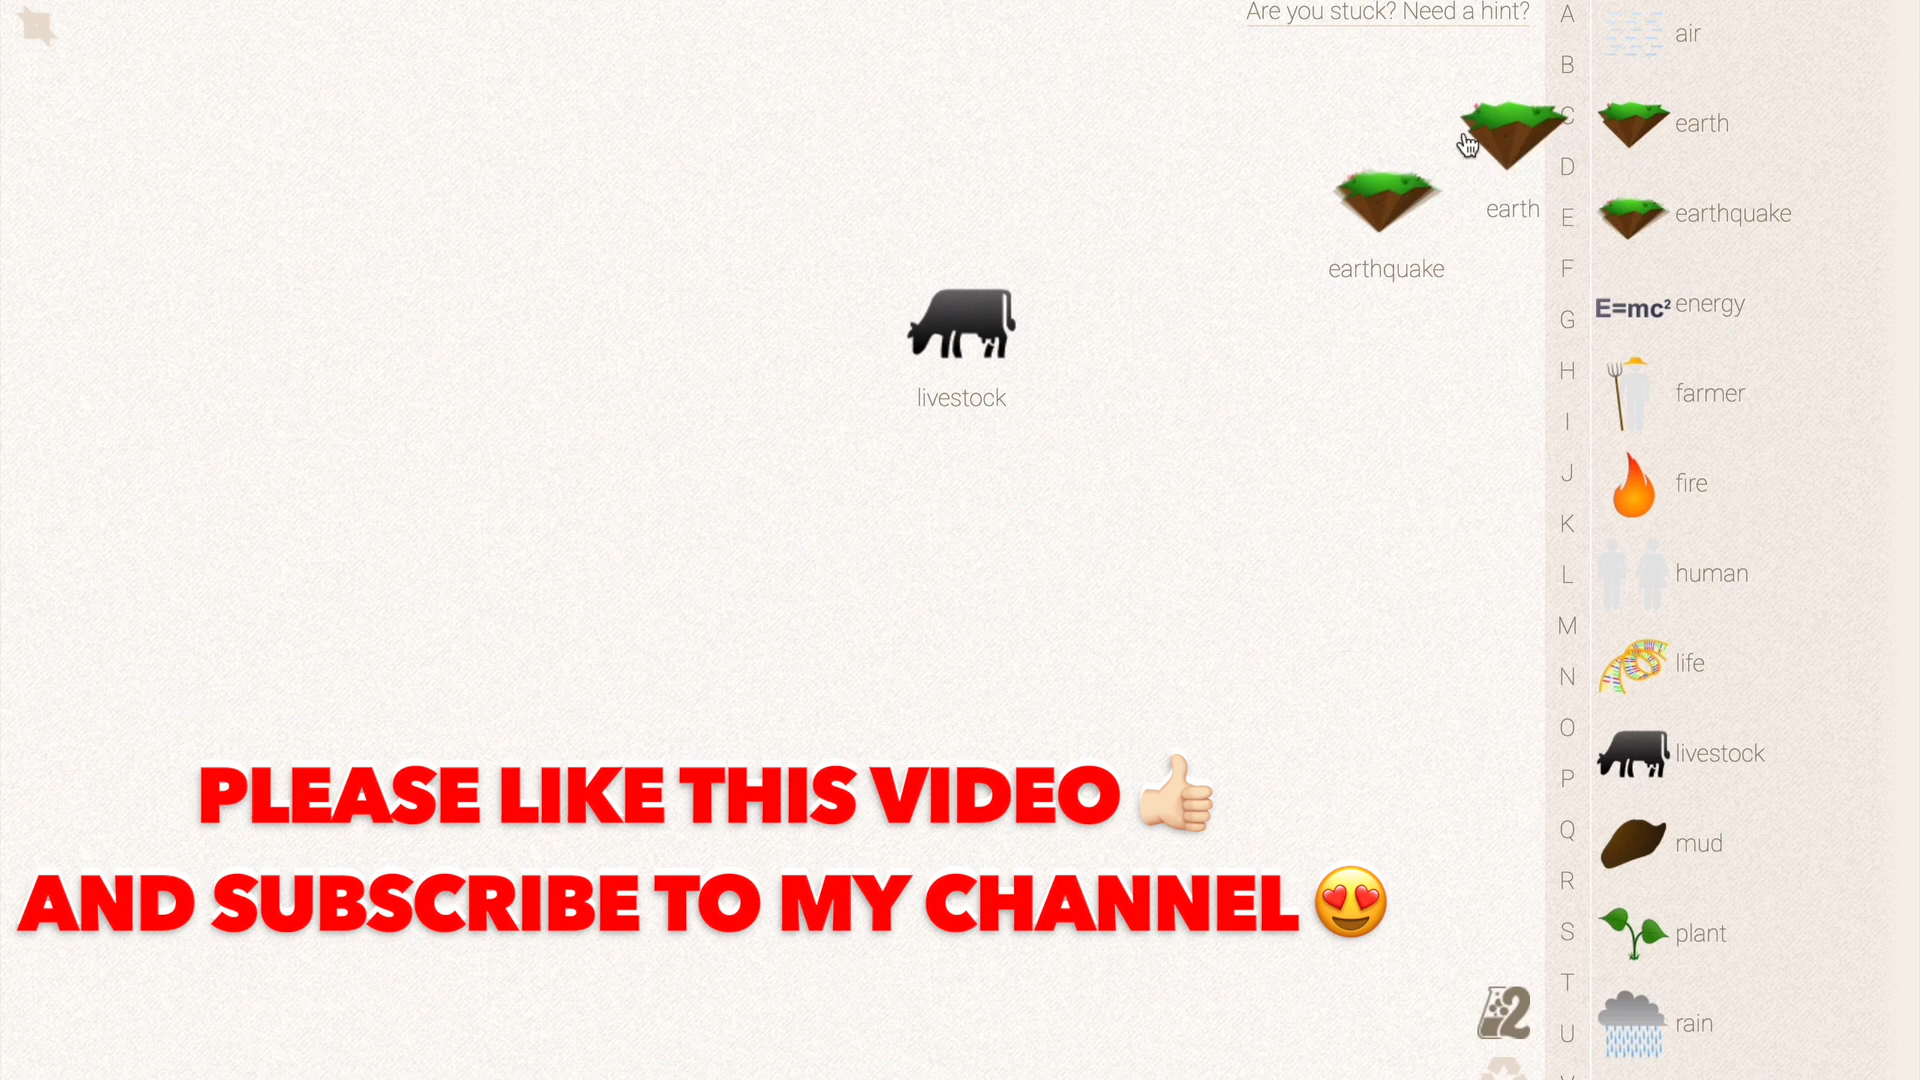 Are you stuck? Need a hint?
earth
earthquake
livestock
PLEASE LIKE THIS VIDEO 👍🏻
AND SUBSCRIBE TO MY CHANNEL 😍
2
A
B
C
D
E
F
G
H
I
J
K
L
M
N
O
P
Q
R
S
T
U
air
earth
earthquake
E=mc² energy
farmer
fire
human
life
livestock
mud
plant
rain